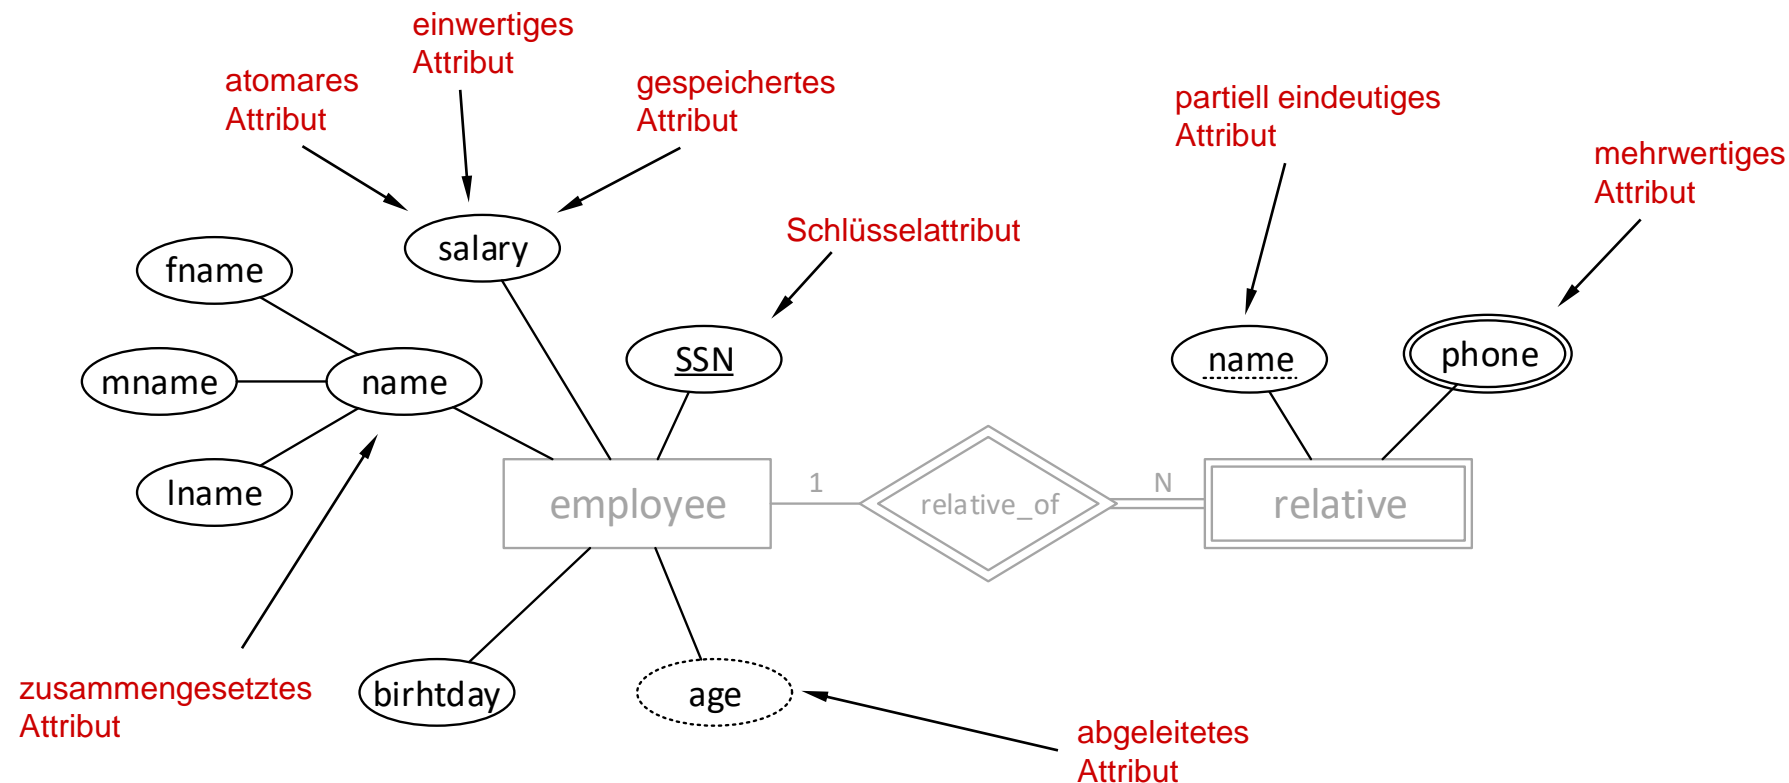 einwertiges
Attribut
atomares
Attribut
gespeichertes
Attribut
partiell eindeutiges
Attribut
mehrwertiges
Attribut
Schlüsselattribut
salary
fname
SSN
name
phone
mname
name
lname
employee
1
relative_of
N
relative
birhtday
age
zusammengesetztes
Attribut
abgeleitetes
Attribut